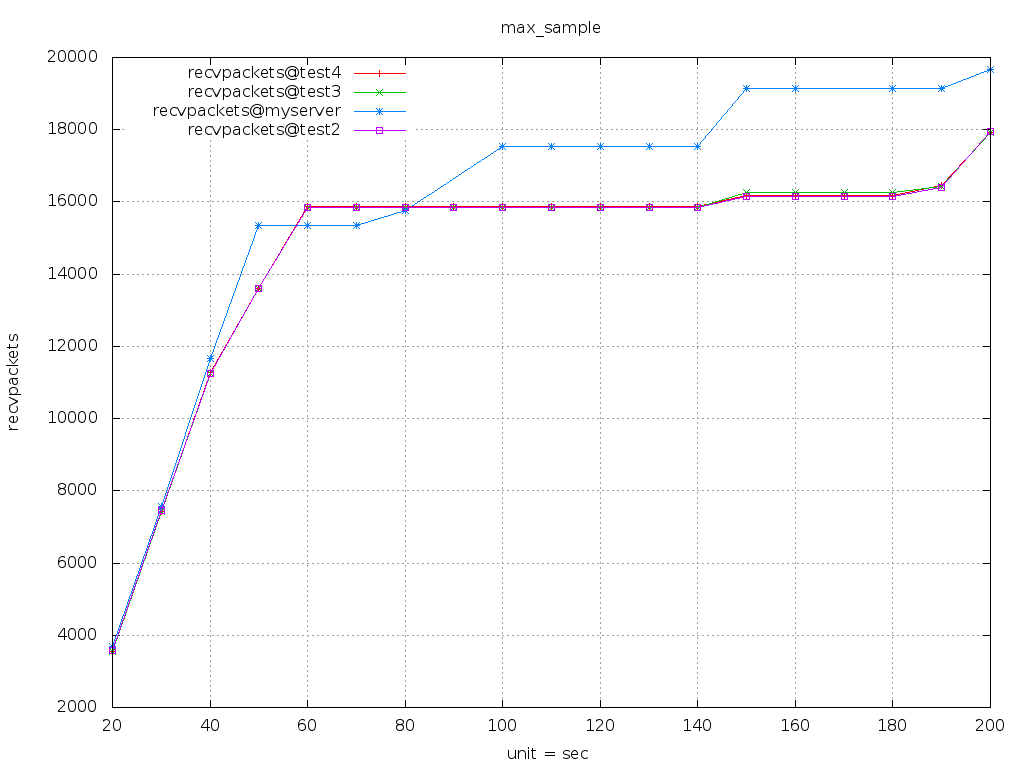 max_sample
20000
18000
16000
14000
12000
10000
8000
6000
4000
2000
recvpackets
recvpackets@test4
recvpackets@test3
recvpackets@myserver
recvpackets@test2
20 40 60 80 100 120 140 160 180 200
unit = sec